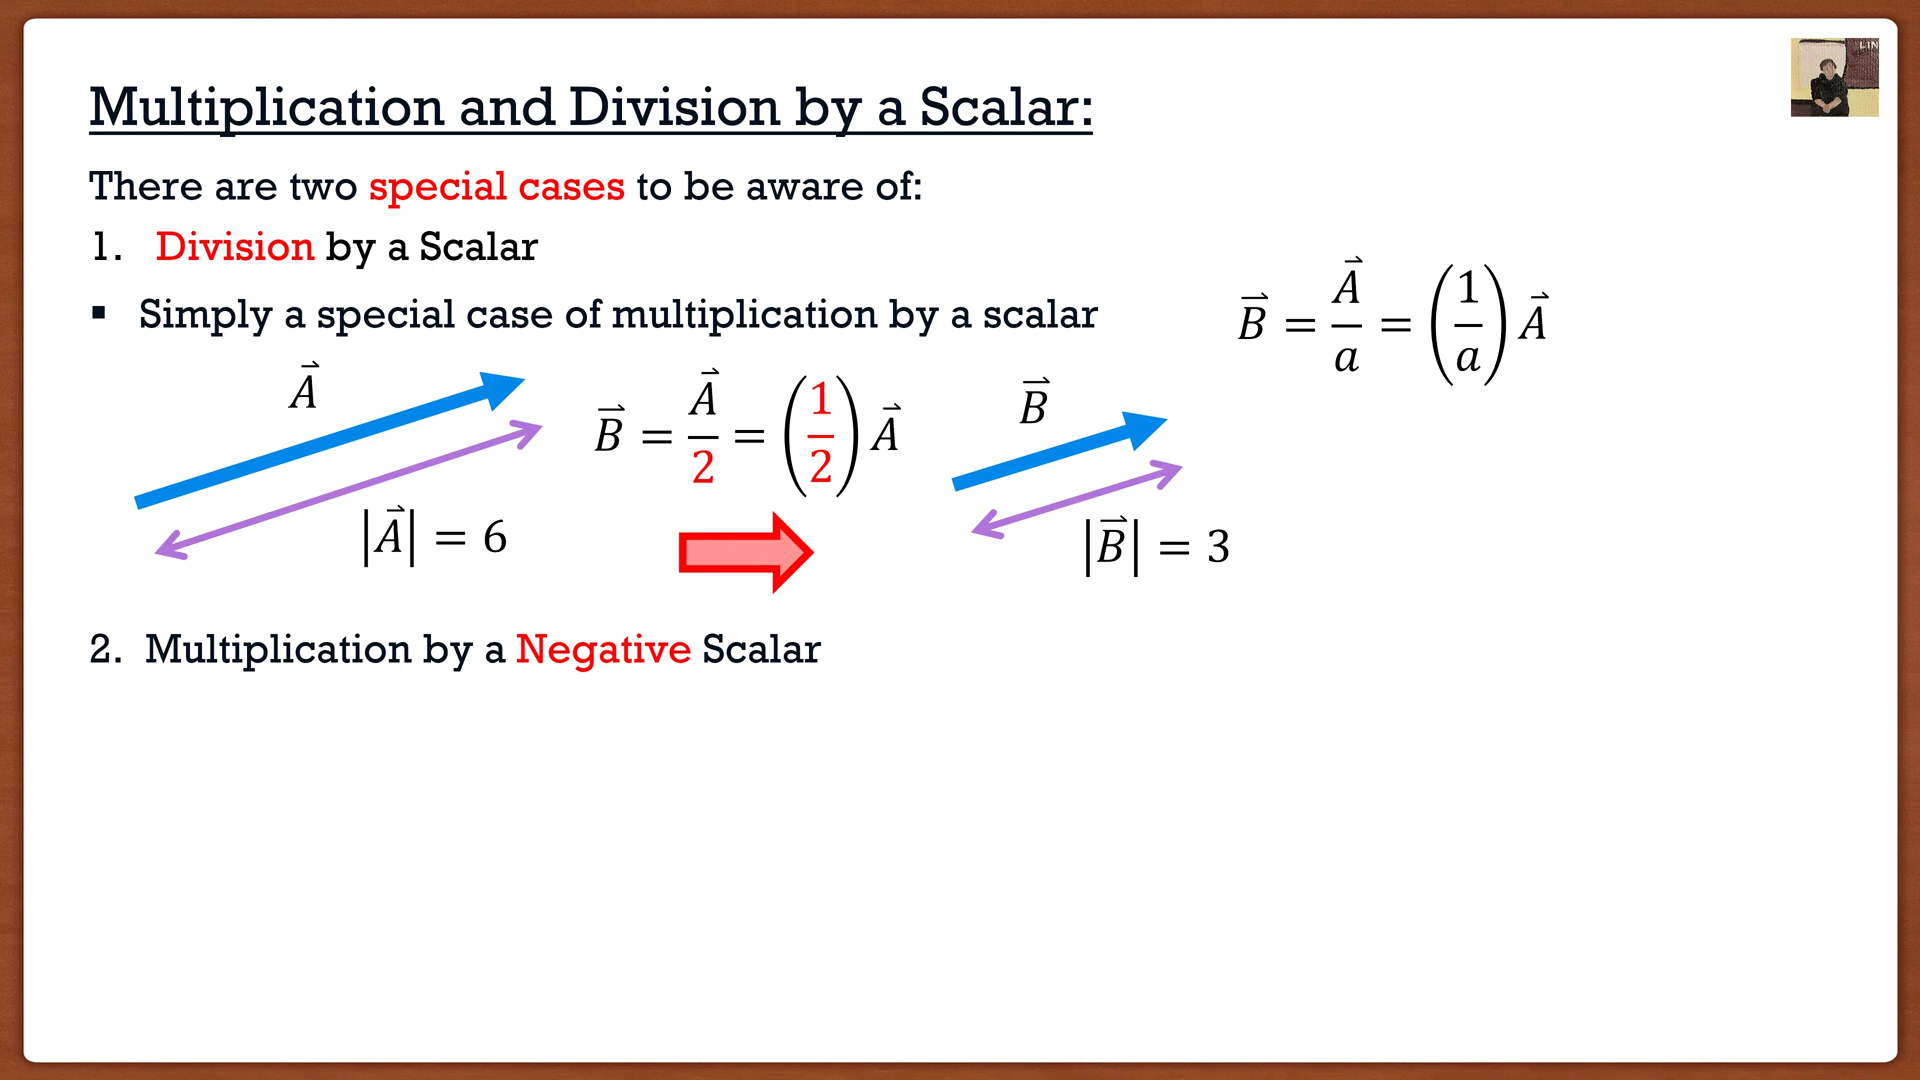 Multiplication and Division by a Scalar:
There are two special cases to be aware of:
1. Division by a Scalar
▪ Simply a special case of multiplication by a scalar
B⃗ = A⃗/a = (1/a) A⃗
A⃗
B⃗ = A⃗/2 = (1/2) A⃗
B⃗
|A⃗| = 6
|B⃗| = 3
2. Multiplication by a Negative Scalar
LIN